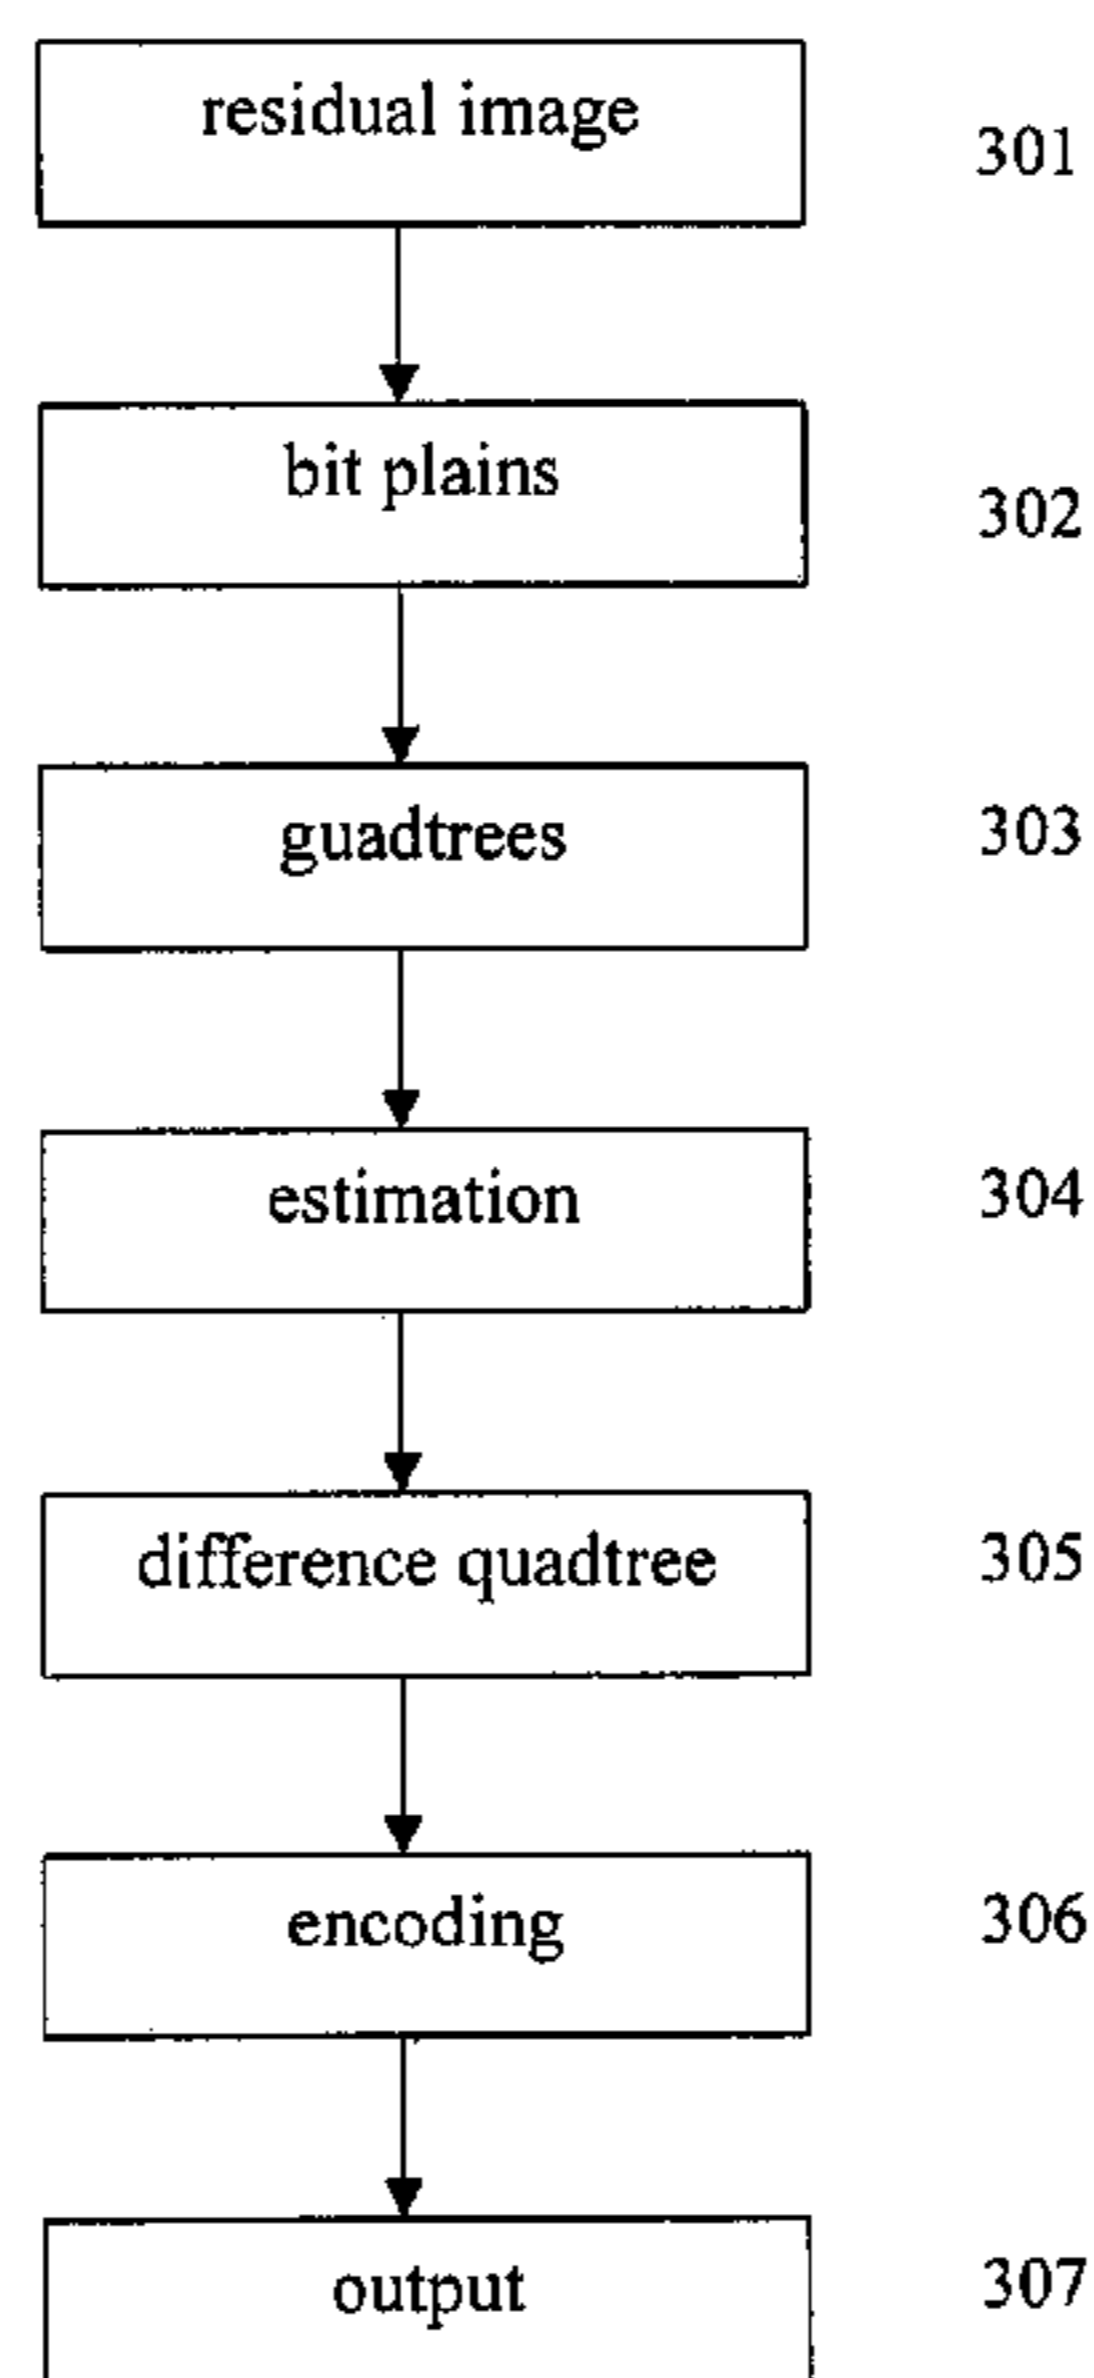 residual image
301
bit plains
302
guadtrees
303
estimation
304
difference quadtree
305
encoding
306
output
307